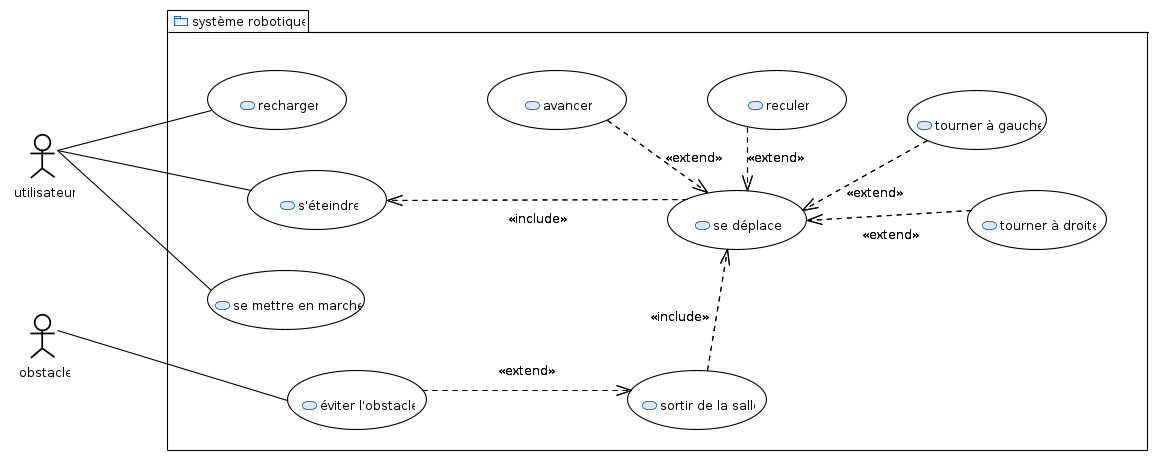 système robotique
recharger
avancer
reculer
tourner à gauche
«extend»
«extend»
utilisateur
«extend»
s'éteindre
«include»
se déplace
tourner à droite
«extend»
se mettre en marche
«include»
obstacle
«extend»
éviter l'obstacle
sortir de la sall